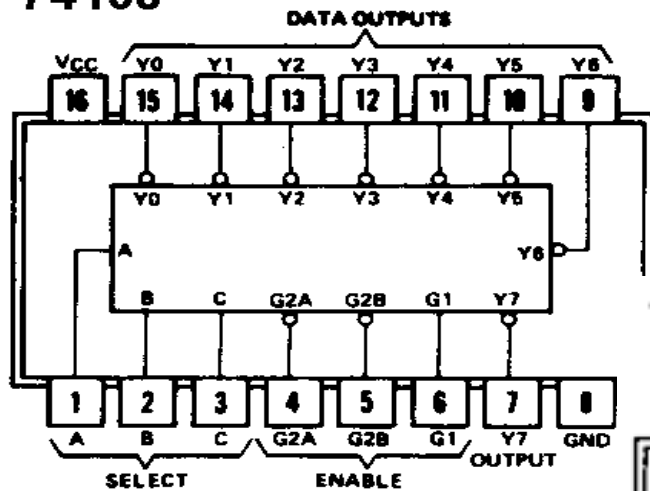 DATA OUTPUTS
VCC Y0 Y1 Y2 Y3 Y4 Y5 Y6
16 15 14 13 12 11 10 9
Y0 Y1 Y2 Y3 Y4 Y5
A Y6
B C G2A G2B G1 Y7
1 2 3 4 5 6 7 8
A B C G2A G2B G1 Y7 GND
OUTPUT
SELECT ENABLE